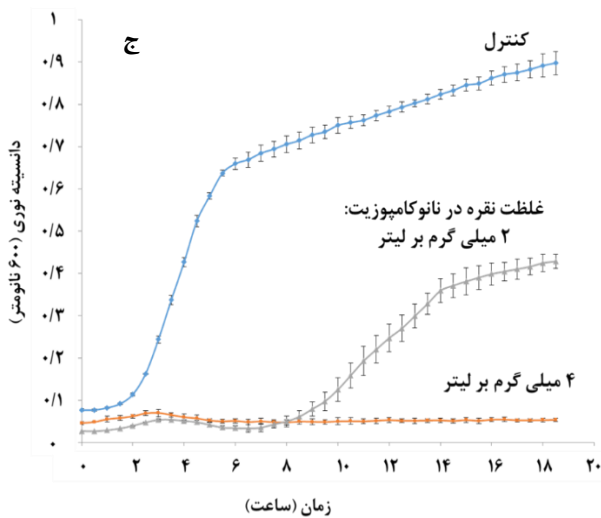 ج
کنترل
غلظت نقره در نانوکامپوزیت:
۲ میلی گرم بر لیتر
۴ میلی گرم بر لیتر
دانسیته نوری (۶۰۰ نانومتر)
۱
۰/۹
۰/۸
۰/۷
۰/۶
۰/۵
۰/۴
۰/۳
۰/۲
۰/۱
۰
۰ ۲ ۴ ۶ ۸ ۱۰ ۱۲ ۱۴ ۱۶ ۱۸ ۲۰
زمان (ساعت)